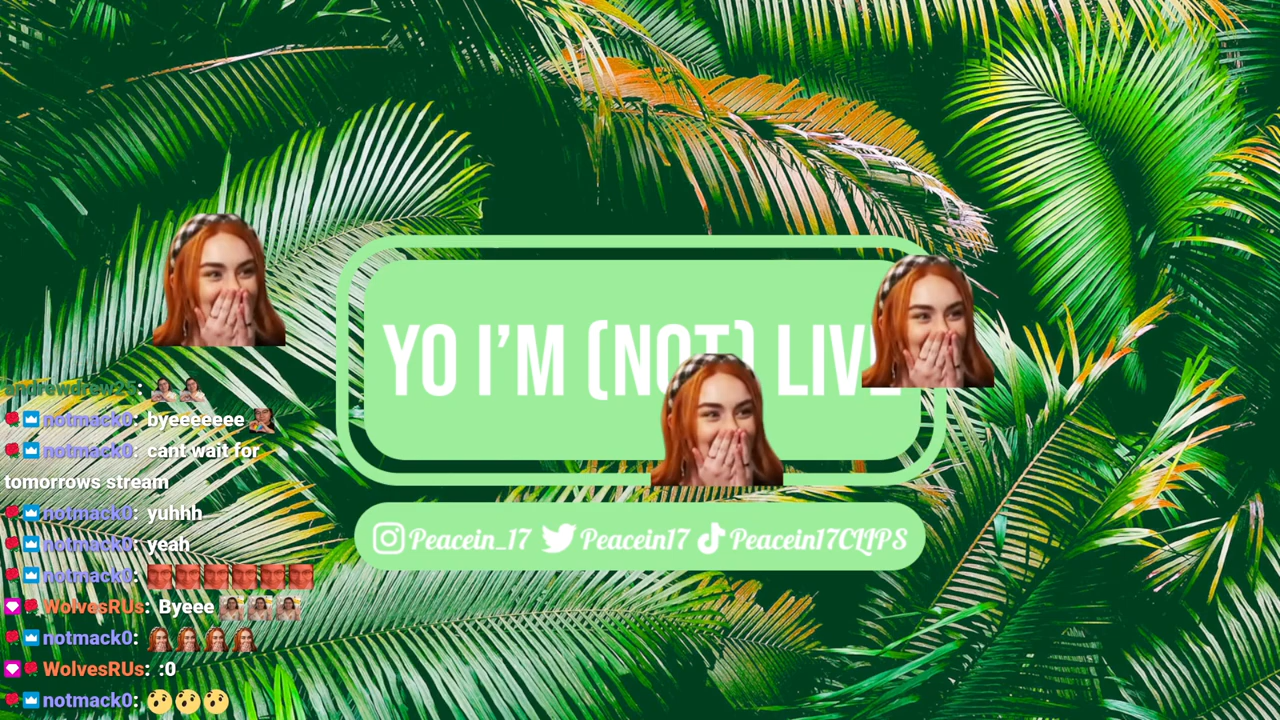 YO I'M (NOT) LIVE
Peacein_17 Peacein17 Peacein17CLIPS
andrewdrew25:
notmack0: byeeeeeee
notmack0: cant wait for
tomorrows stream
notmack0: yuhhh
notmack0: yeah
notmack0:
WolvesRUs: Byeee
notmack0:
WolvesRUs: :0
notmack0: